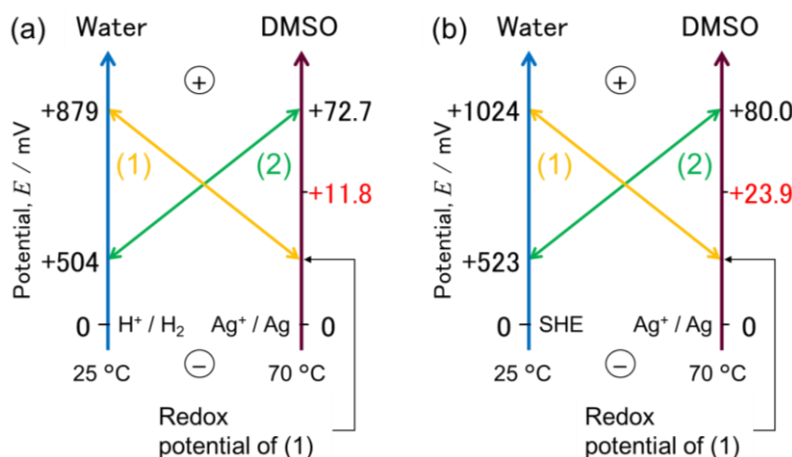 (a)
Water
DMSO
+
+879
+72.7
(1)
(2)
+11.8
Potential, E / mV
+504
0
H⁺ / H₂
Ag⁺ / Ag
0
25 °C
−
70 °C
Redox
potential of (1)
(b)
Water
DMSO
+
+1024
+80.0
(1)
(2)
+23.9
Potential, E / mV
+523
0
SHE
Ag⁺ / Ag
0
25 °C
−
70 °C
Redox
potential of (1)